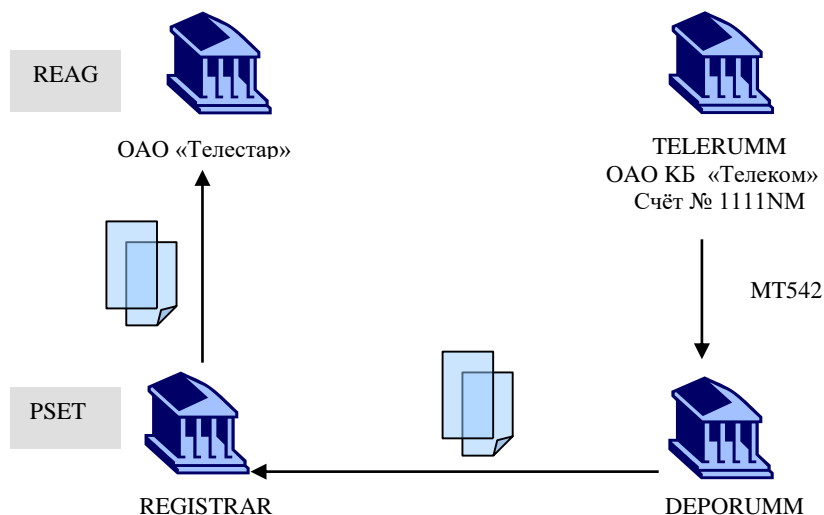 REAG
ОАО «Телестар»
TELERUMM
ОАО КБ «Телеком»
Счёт № 1111NM
MT542
PSET
REGISTRAR
DEPORUMM